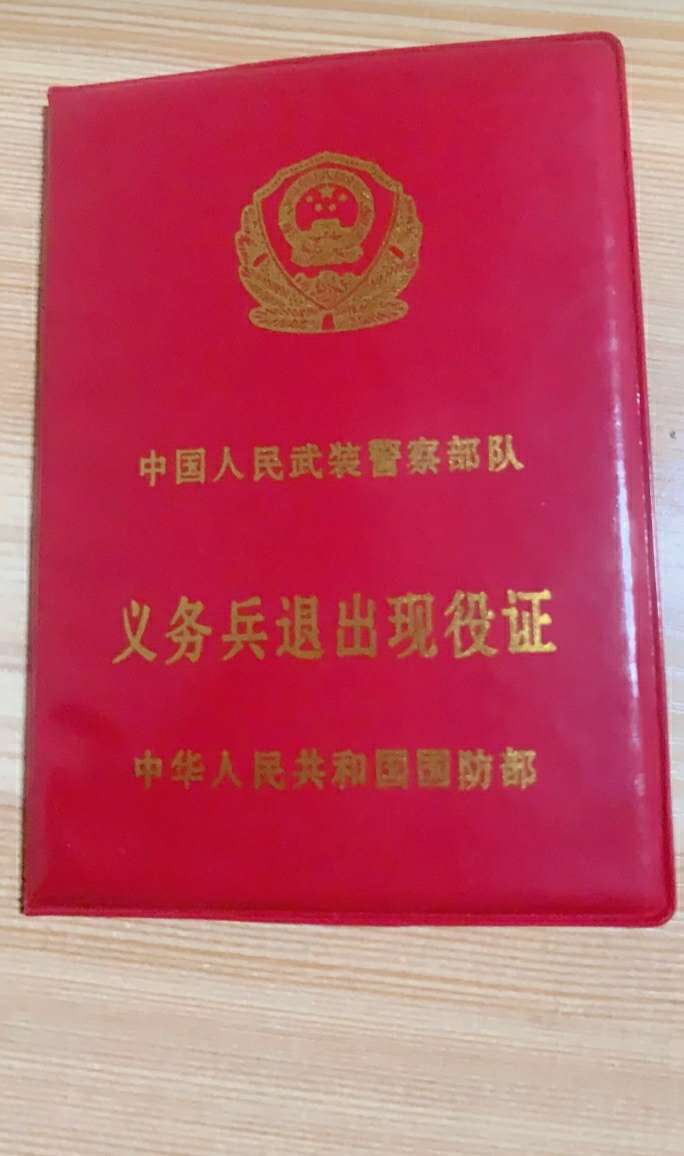 中国人民武装警察部队
义务兵退出现役证
中华人民共和国国防部